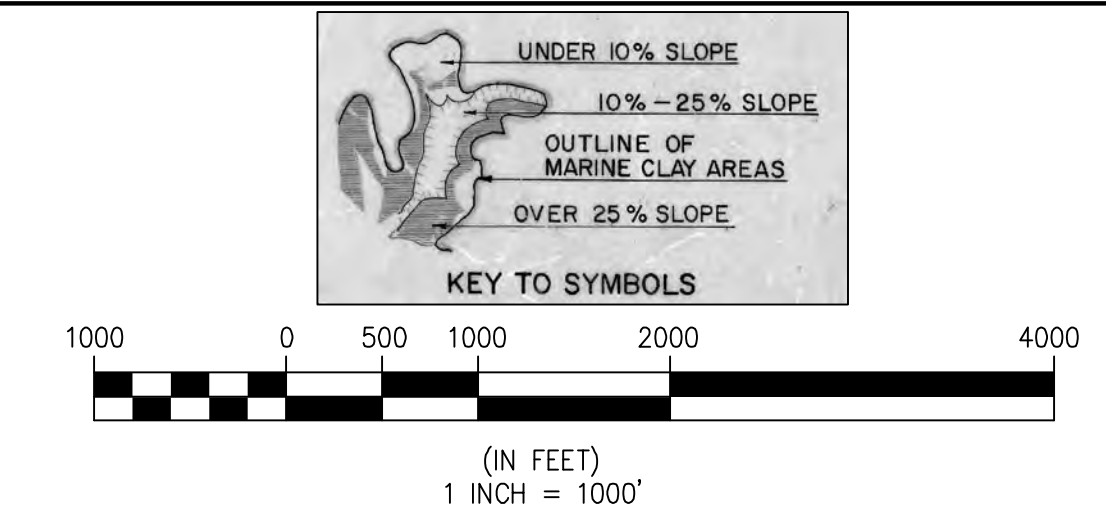 UNDER 10% SLOPE
10%-25% SLOPE
OUTLINE OF
MARINE CLAY AREAS
OVER 25% SLOPE
KEY TO SYMBOLS
1000 0 500 1000 2000 4000
(IN FEET)
1 INCH = 1000'